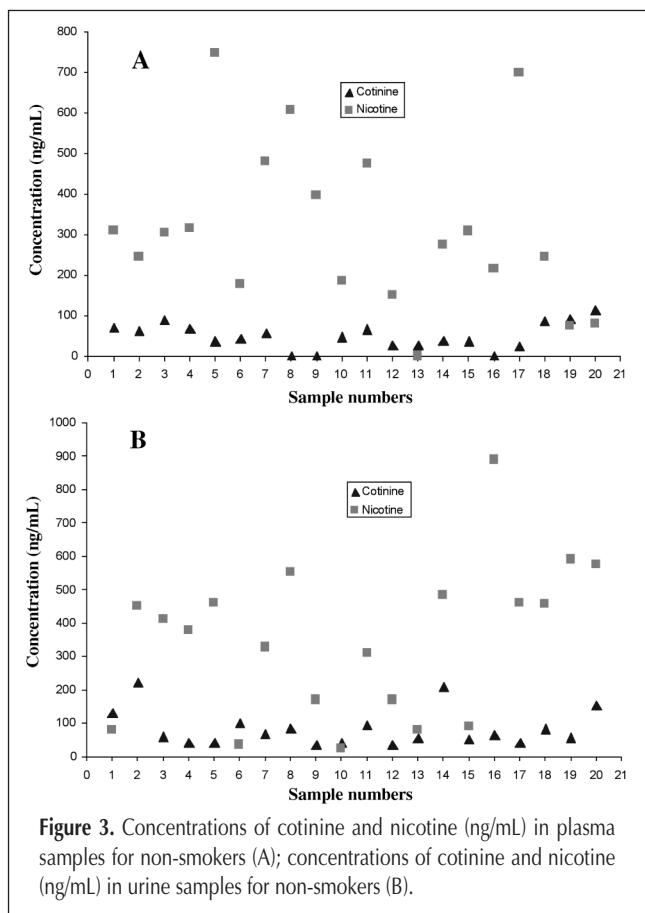 800
700
600
500
400
300
200
100
0
Concentration (ng/mL)
A
Cotinine
Nicotine
0 1 2 3 4 5 6 7 8 9 10 11 12 13 14 15 16 17 18 19 20 21
Sample numbers
1000
900
800
700
600
500
400
300
200
100
0
Concentration (ng/mL)
B
Cotinine
Nicotine
0 1 2 3 4 5 6 7 8 9 10 11 12 13 14 15 16 17 18 19 20 21
Sample numbers
Figure 3. Concentrations of cotinine and nicotine (ng/mL) in plasma
samples for non-smokers (A); concentrations of cotinine and nicotine
(ng/mL) in urine samples for non-smokers (B).